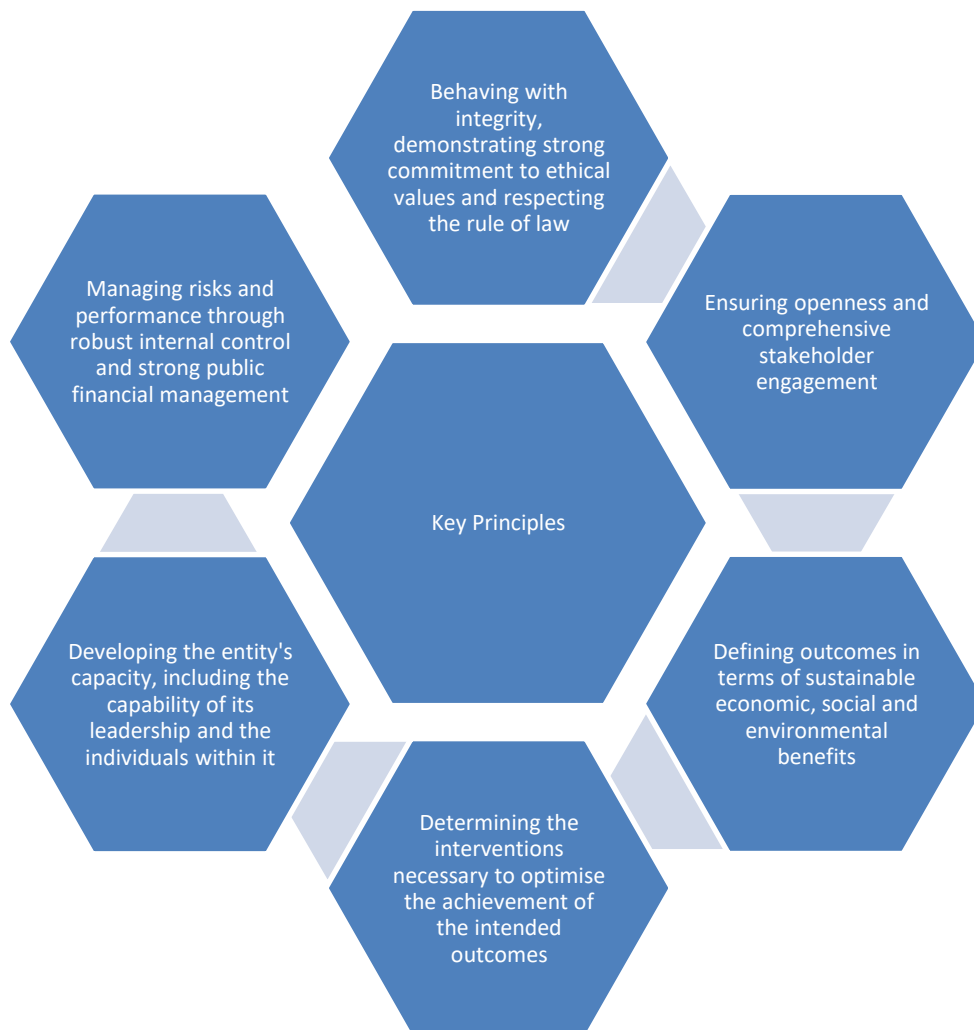 Behaving with
integrity,
demonstrating strong
commitment to ethical
values and respecting
the rule of law
Ensuring openness and
comprehensive
stakeholder
engagement
Defining outcomes in
terms of sustainable
economic, social and
environmental
benefits
Determining the
interventions
necessary to optimise
the achievement of
the intended
outcomes
Developing the entity's
capacity, including the
capability of its
leadership and the
individuals within it
Managing risks and
performance through
robust internal control
and strong public
financial management
Key Principles